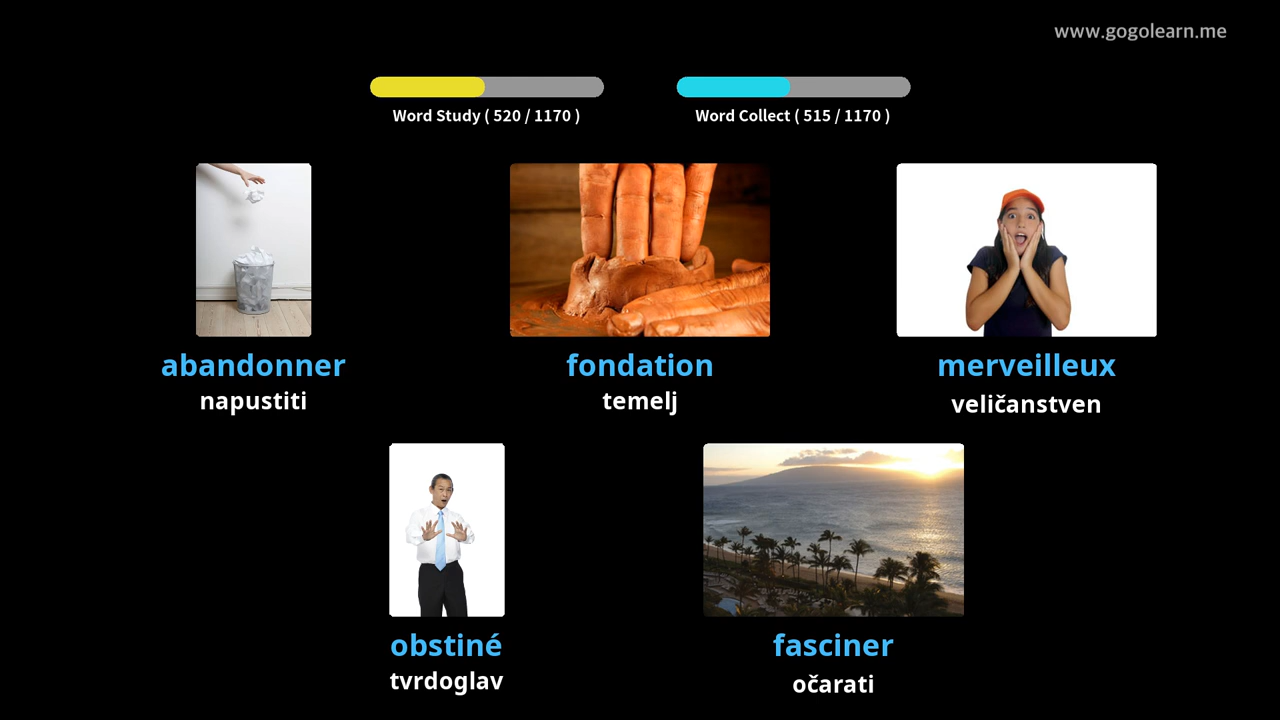 www.gogolearn.me
Word Study ( 520 / 1170 )
Word Collect ( 515 / 1170 )
abandonner
napustiti
fondation
temelj
merveilleux
veličanstven
obstiné
tvrdoglav
fasciner
očarati